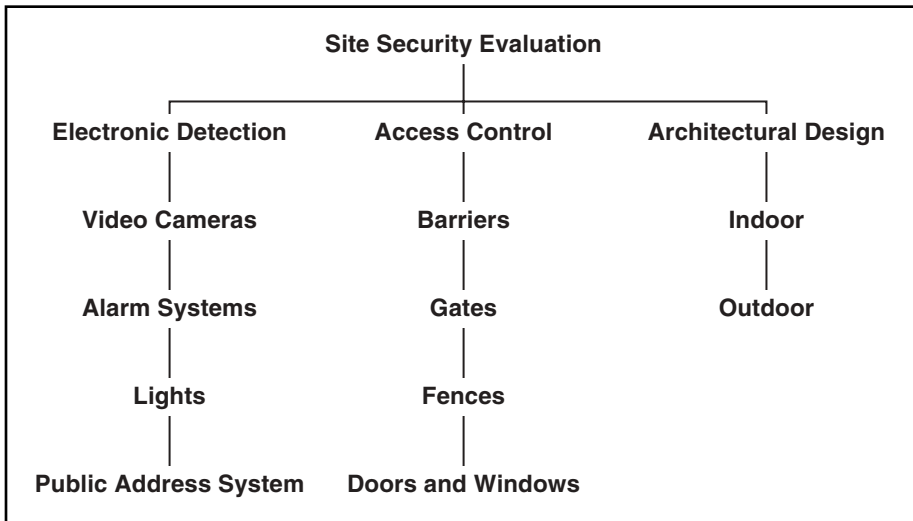 Site Security Evaluation
Electronic Detection
Access Control
Architectural Design
Video Cameras
Barriers
Indoor
Alarm Systems
Gates
Outdoor
Lights
Fences
Public Address System
Doors and Windows